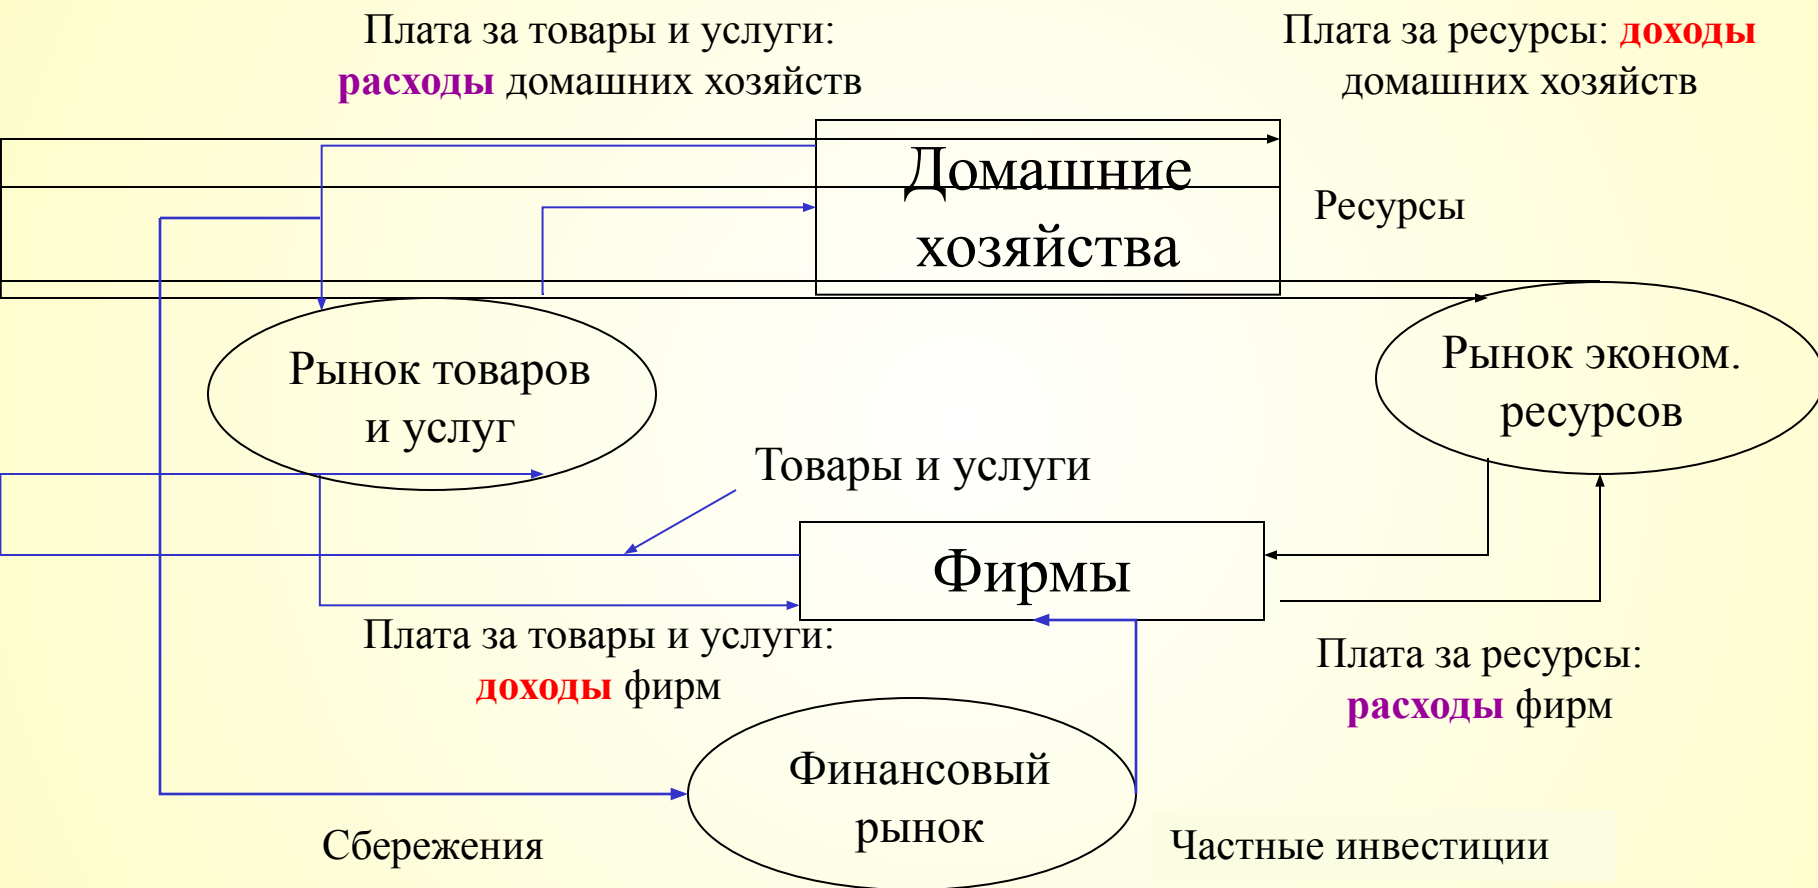 Плата за товары и услуги:
расходы домашних хозяйств
Плата за ресурсы: доходы
домашних хозяйств
Домашние
хозяйства
Ресурсы
Рынок товаров
и услуг
Рынок эконом.
ресурсов
Товары и услуги
Фирмы
Плата за товары и услуги:
доходы фирм
Плата за ресурсы:
расходы фирм
Финансовый
рынок
Сбережения
Частные инвестиции